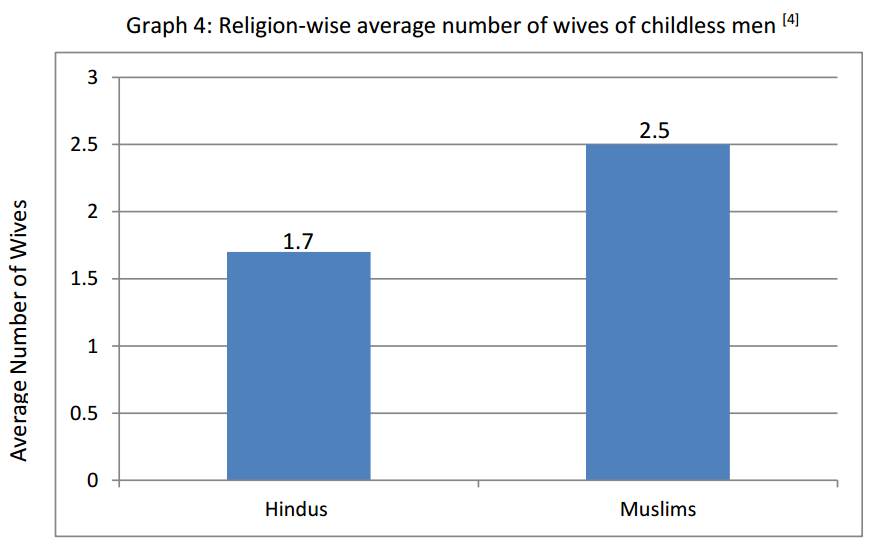 Graph 4: Religion-wise average number of wives of childless men [4]
3
2.5
2
1.5
1
0.5
0
Average Number of Wives
1.7
2.5
Hindus
Muslims